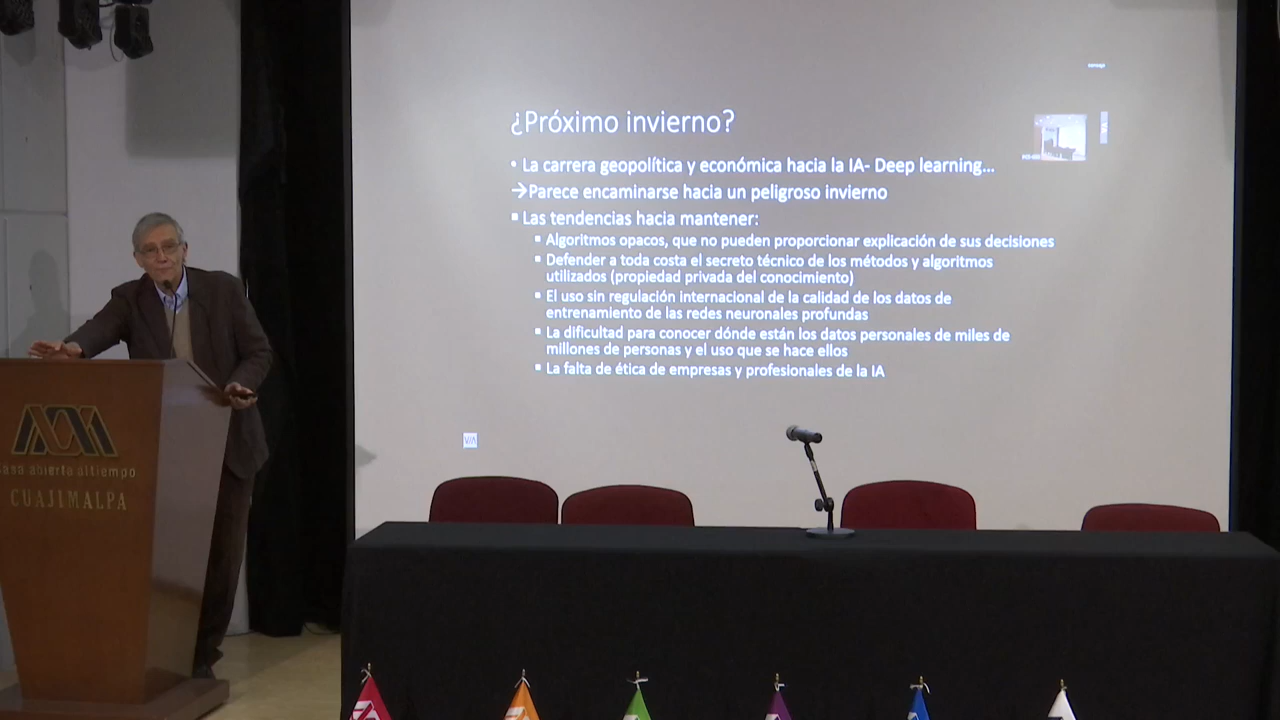 ¿Próximo invierno?
• La carrera geopolítica y económica hacia la IA- Deep learning...
→Parece encaminarse hacia un peligroso invierno
▪ Las tendencias hacia mantener:
▪ Algoritmos opacos, que no pueden proporcionar explicación de sus decisiones
▪ Defender a toda costa el secreto técnico de los métodos y algoritmos
utilizados (propiedad privada del conocimiento)
▪ El uso sin regulación internacional de la calidad de los datos de
entrenamiento de las redes neuronales profundas
▪ La dificultad para conocer dónde están los datos personales de miles de
millones de personas y el uso que se hace ellos
▪ La falta de ética de empresas y profesionales de la IA
abierta al tiempo
CUAJIMALPA